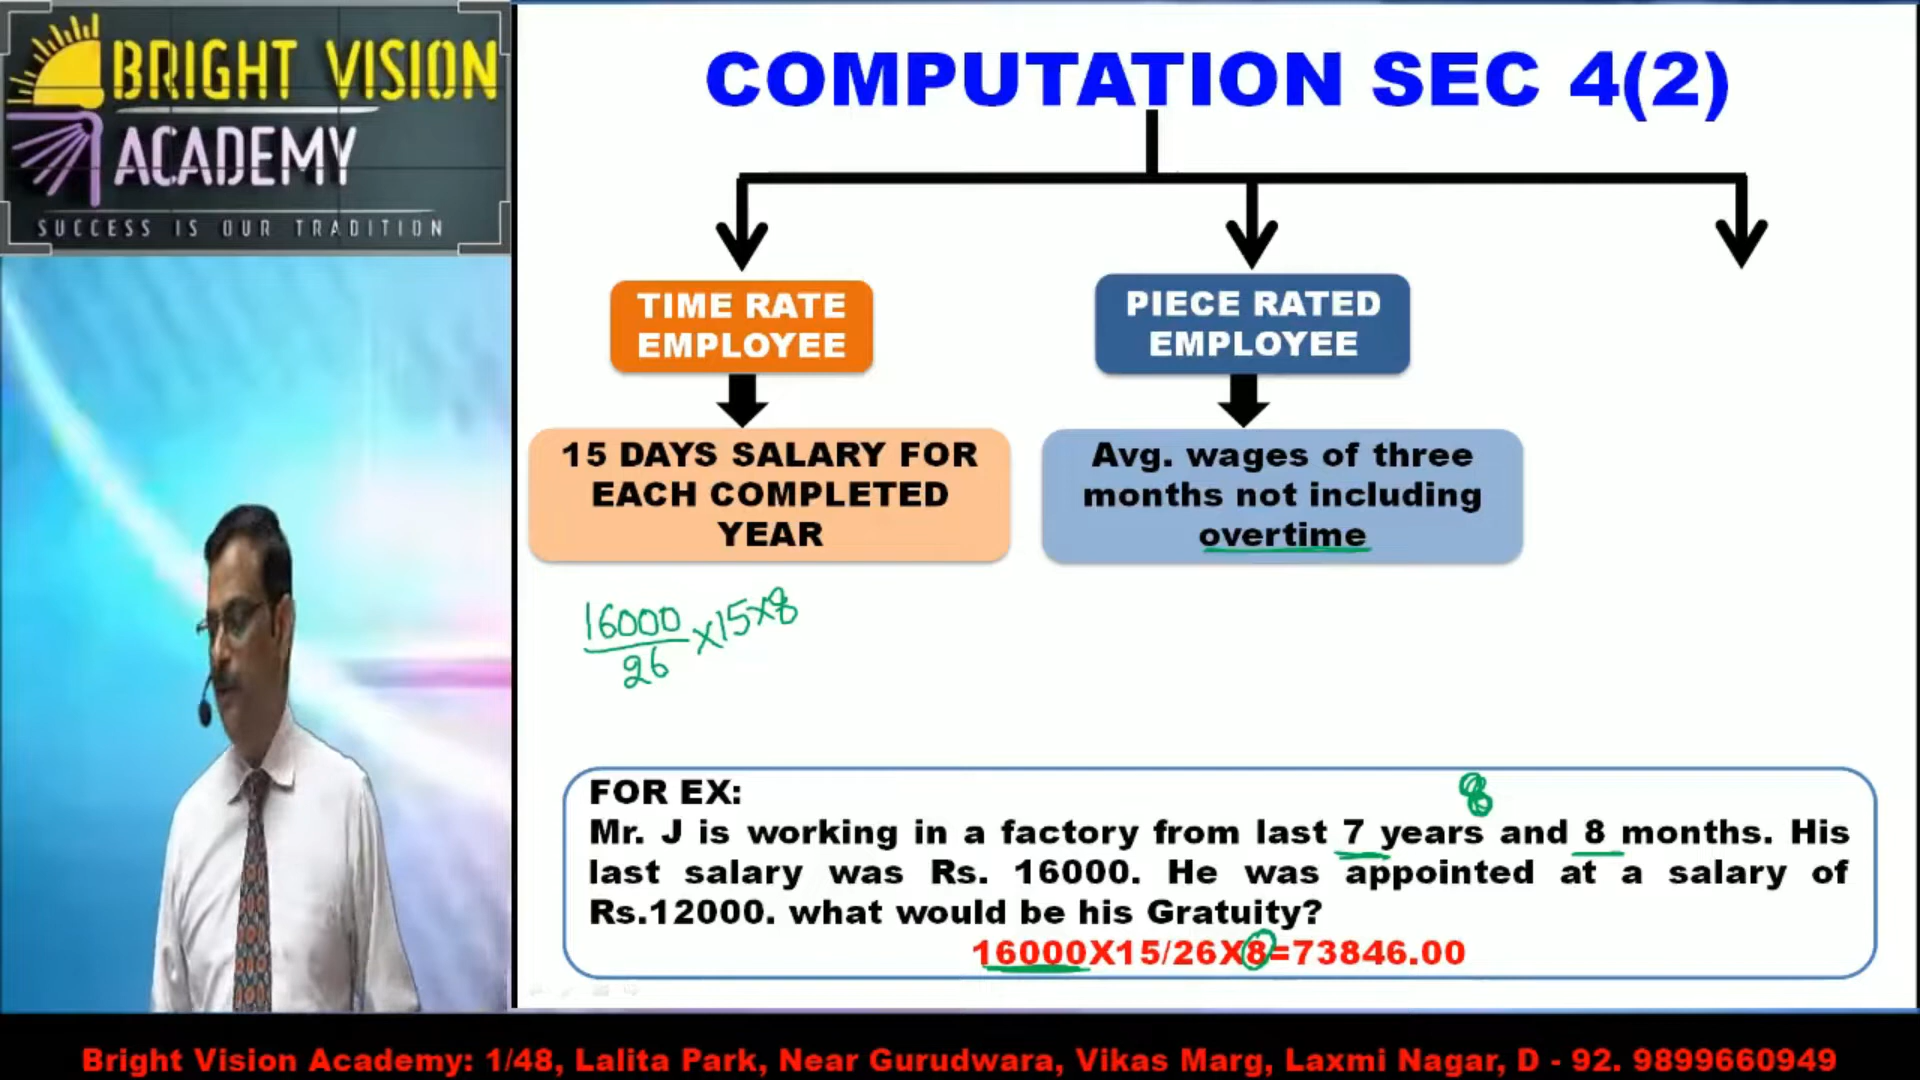 BRIGHT VISION
ACADEMY
SUCCESS IS OUR TRADITION
COMPUTATION SEC 4(2)
TIME RATE
EMPLOYEE
PIECE RATED
EMPLOYEE
15 DAYS SALARY FOR
EACH COMPLETED
YEAR
Avg. wages of three
months not including
overtime
16000
26
×15×8
FOR EX:
8
Mr. J is working in a factory from last 7 years and 8 months. His
last salary was Rs. 16000. He was appointed at a salary of
Rs.12000. what would be his Gratuity?
16000X15/26X8=73846.00
Bright Vision Academy: 1/48, Lalita Park, Near Gurudwara, Vikas Marg, Laxmi Nagar, D - 92. 9899660949